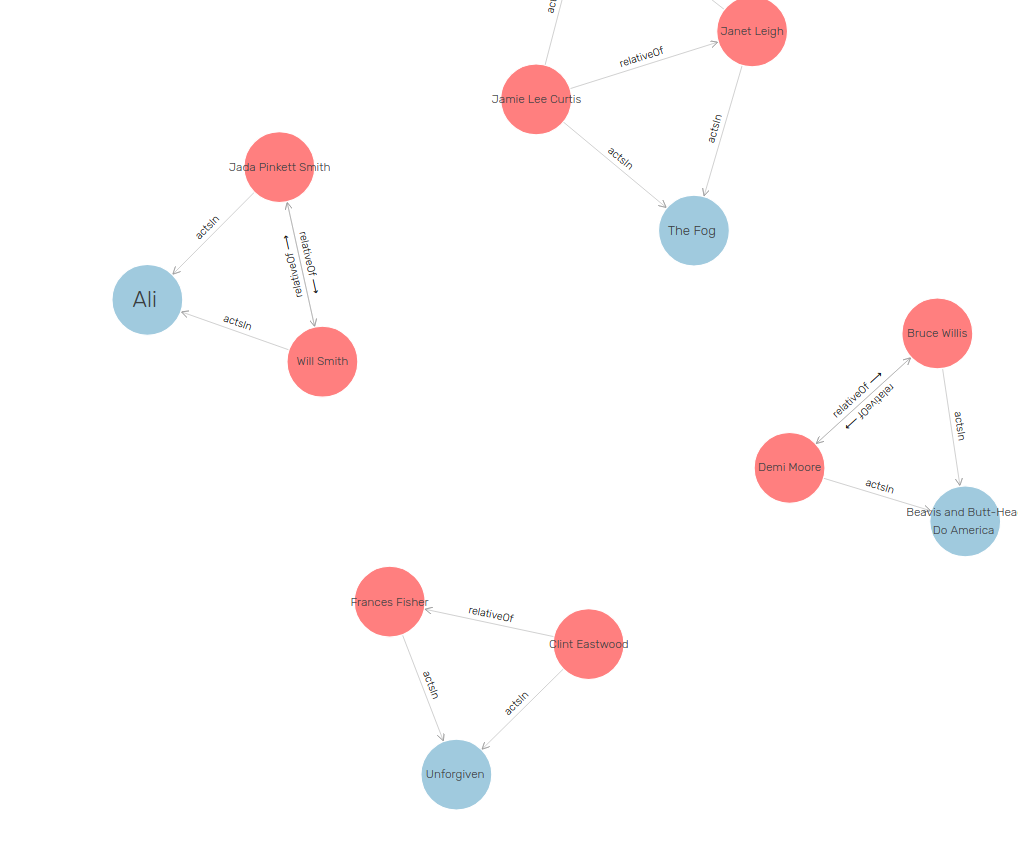 Janet Leigh
relativeOf
Jamie Lee Curtis
actsIn
actsIn
The Fog
Jada Pinkett Smith
actsIn
relativeOf ⟶
relativeOf ⟶
Ali
actsIn
Will Smith
Bruce Willis
relativeOf ⟶
relativeOf ⟶
actsIn
Demi Moore
actsIn
Beavis and Butt-Hea
Do America
Frances Fisher
relativeOf
Clint Eastwood
actsIn
actsIn
Unforgiven